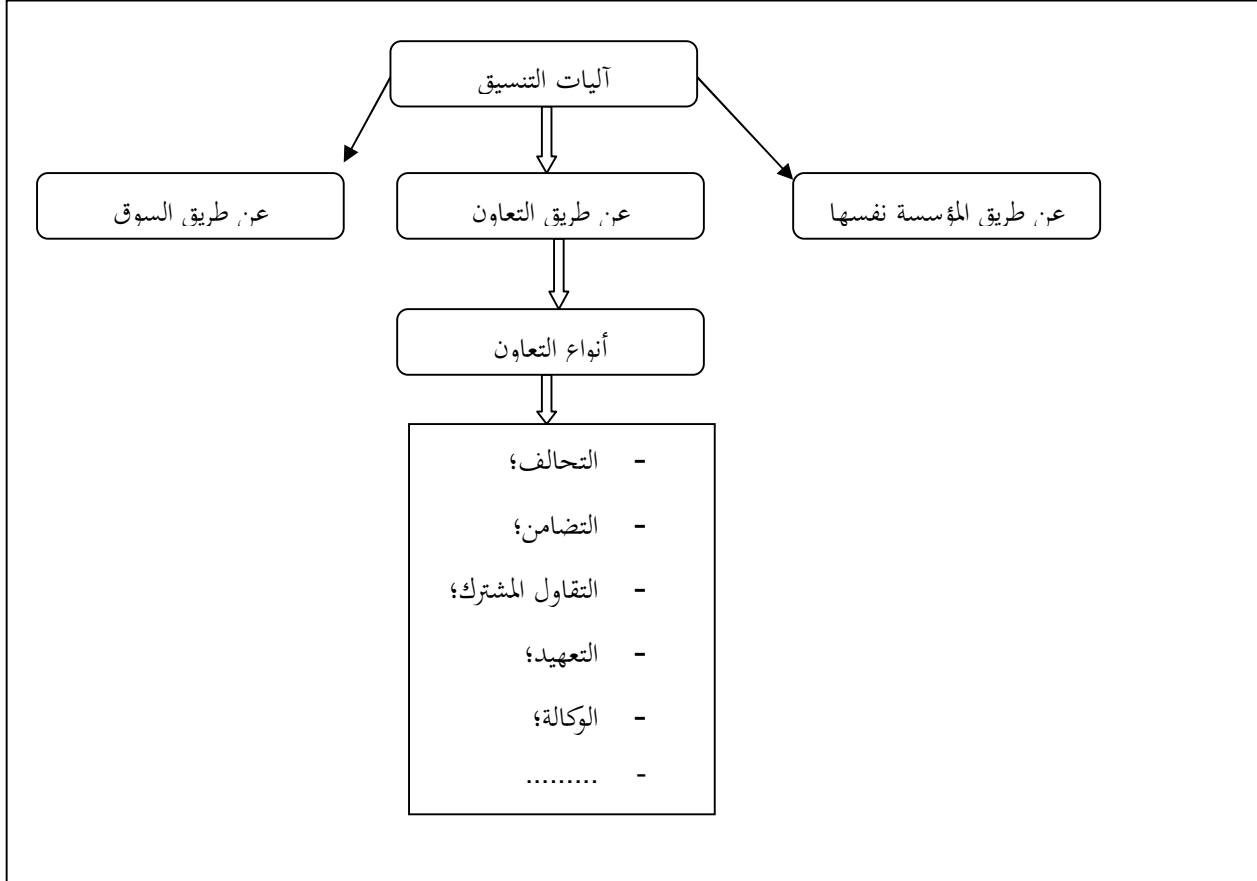 آليات التنسيق
عن طريق المؤسسة نفسها
عن طريق التعاون
عن طريق السوق
أنواع التعاون
- التحالف؛
- التضامن؛
- التقاول المشترك؛
- التعهيد؛
- الوكالة؛
- .........